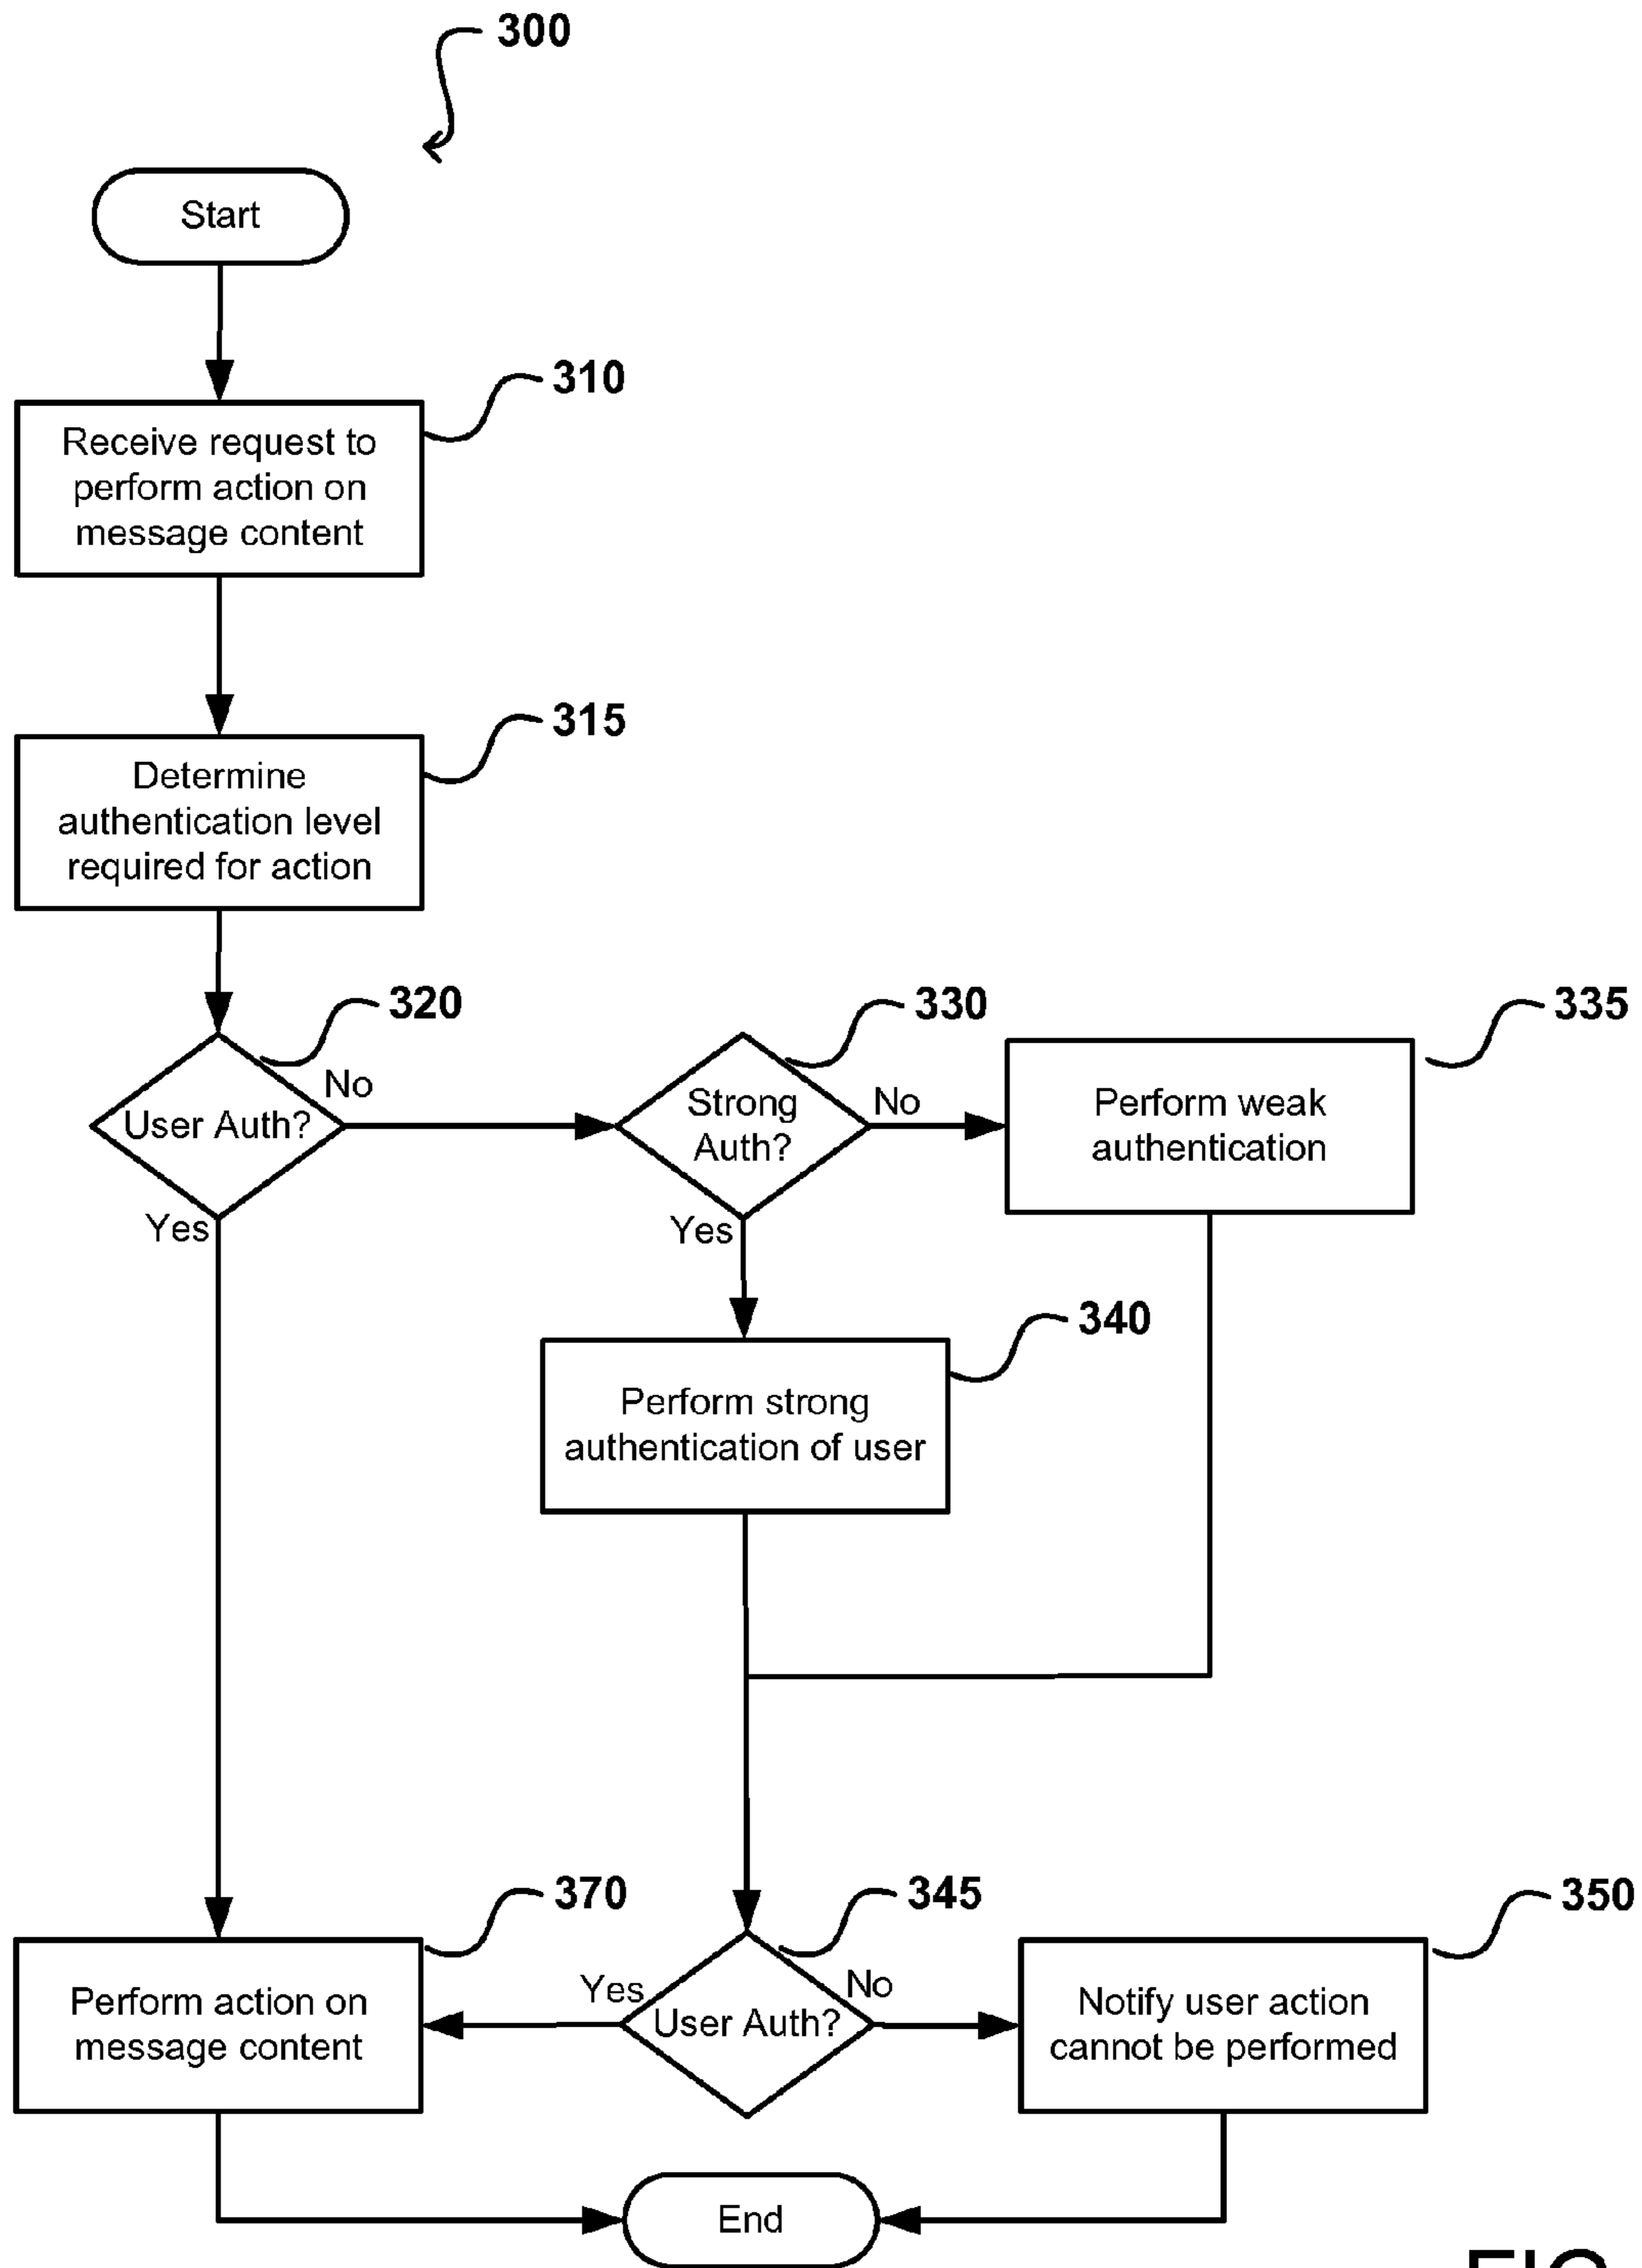 300
Start
310
Receive request to
perform action on
message content
315
Determine
authentication level
required for action
320
330
335
User Auth?
No
Yes
Strong
Auth?
No
Yes
Perform weak
authentication
340
Perform strong
authentication of user
370
345
350
Perform action on
message content
Yes
User Auth?
No
Notify user action
cannot be performed
End